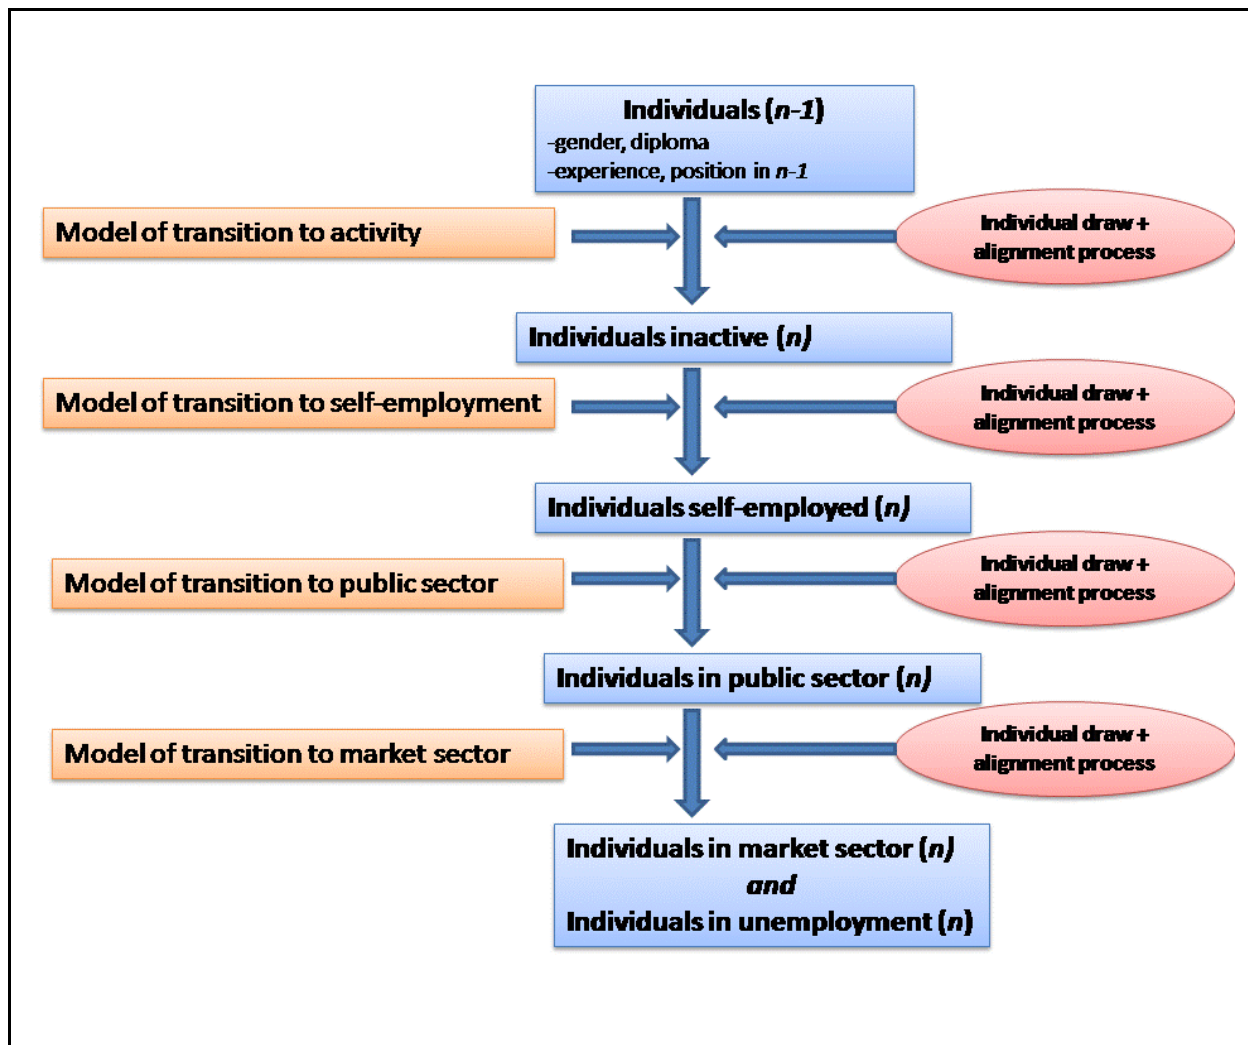 Individuals (n-1)
-gender, diploma
-experience, position in n-1
Model of transition to activity
Individual draw +
alignment process
Individuals inactive (n)
Model of transition to self-employment
Individual draw +
alignment process
Individuals self-employed (n)
Model of transition to public sector
Individual draw +
alignment process
Individuals in public sector (n)
Model of transition to market sector
Individual draw +
alignment process
Individuals in market sector (n)
and
Individuals in unemployment (n)